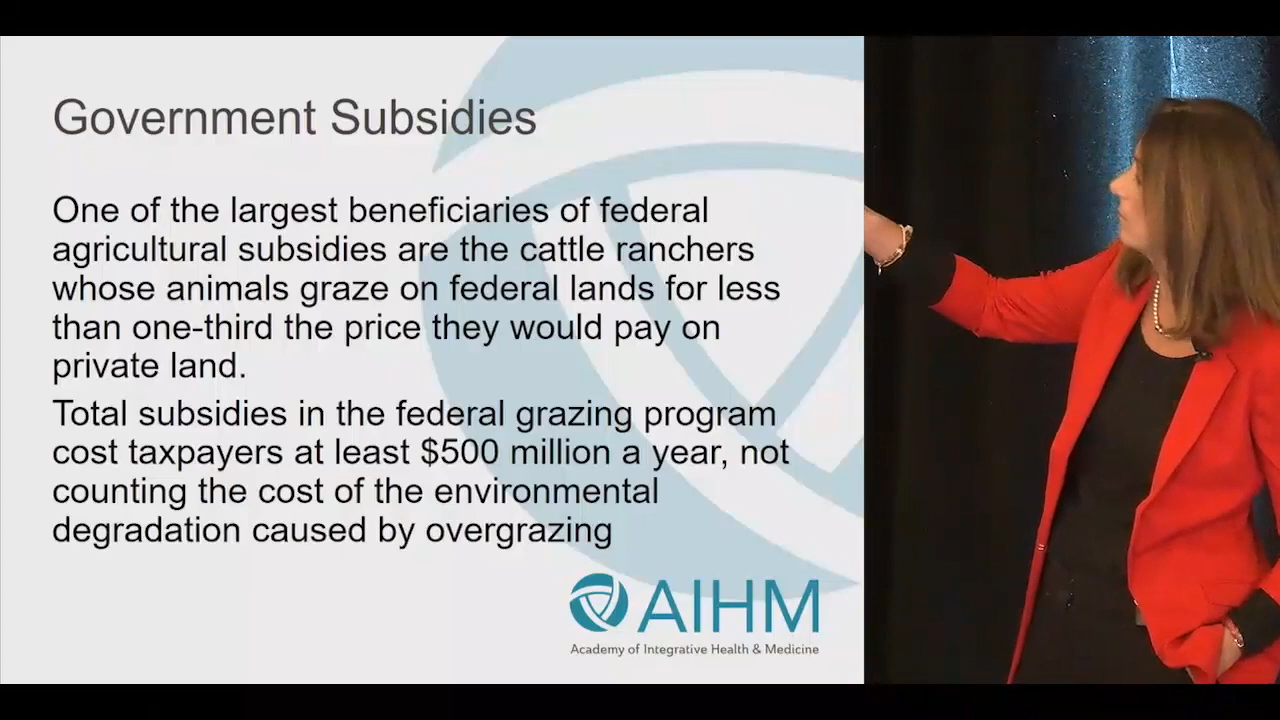 Government Subsidies
One of the largest beneficiaries of federal
agricultural subsidies are the cattle ranchers
whose animals graze on federal lands for less
than one-third the price they would pay on
private land.
Total subsidies in the federal grazing program
cost taxpayers at least $500 million a year, not
counting the cost of the environmental
degradation caused by overgrazing
AIHM
Academy of Integrative Health & Medicine